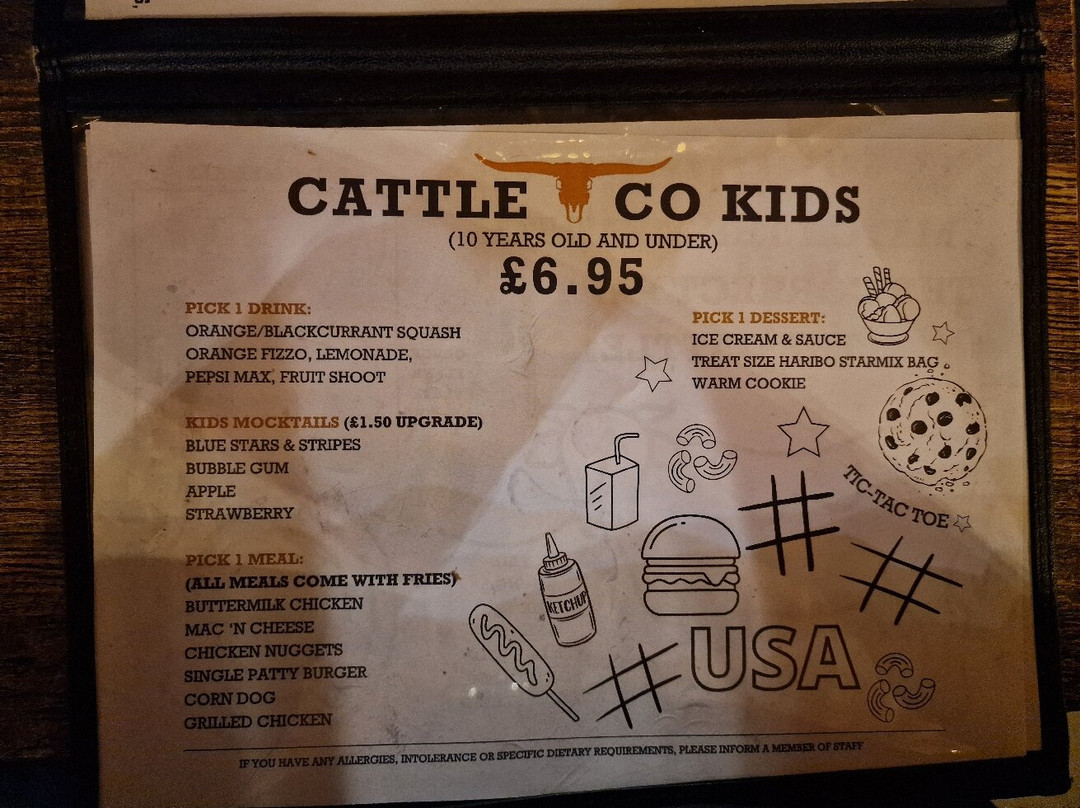 CATTLE CO KIDS
(10 YEARS OLD AND UNDER)
£6.95
PICK 1 DRINK:
ORANGE/BLACKCURRANT SQUASH
ORANGE FIZZO, LEMONADE,
PEPSI MAX, FRUIT SHOOT
KIDS MOCKTAILS (£1.50 UPGRADE)
BLUE STARS & STRIPES
BUBBLE GUM
APPLE
STRAWBERRY
PICK 1 MEAL:
(ALL MEALS COME WITH FRIES)
BUTTERMILK CHICKEN
MAC 'N CHEESE
CHICKEN NUGGETS
SINGLE PATTY BURGER
CORN DOG
GRILLED CHICKEN
PICK 1 DESSERT:
ICE CREAM & SAUCE
TREAT SIZE HARIBO STARMIX BAG
WARM COOKIE
TIC-TAC TOE
KETCHUP
USA
IF YOU HAVE ANY ALLERGIES, INTOLERANCE OR SPECIFIC DIETARY REQUIREMENTS, PLEASE INFORM A MEMBER OF STAFF